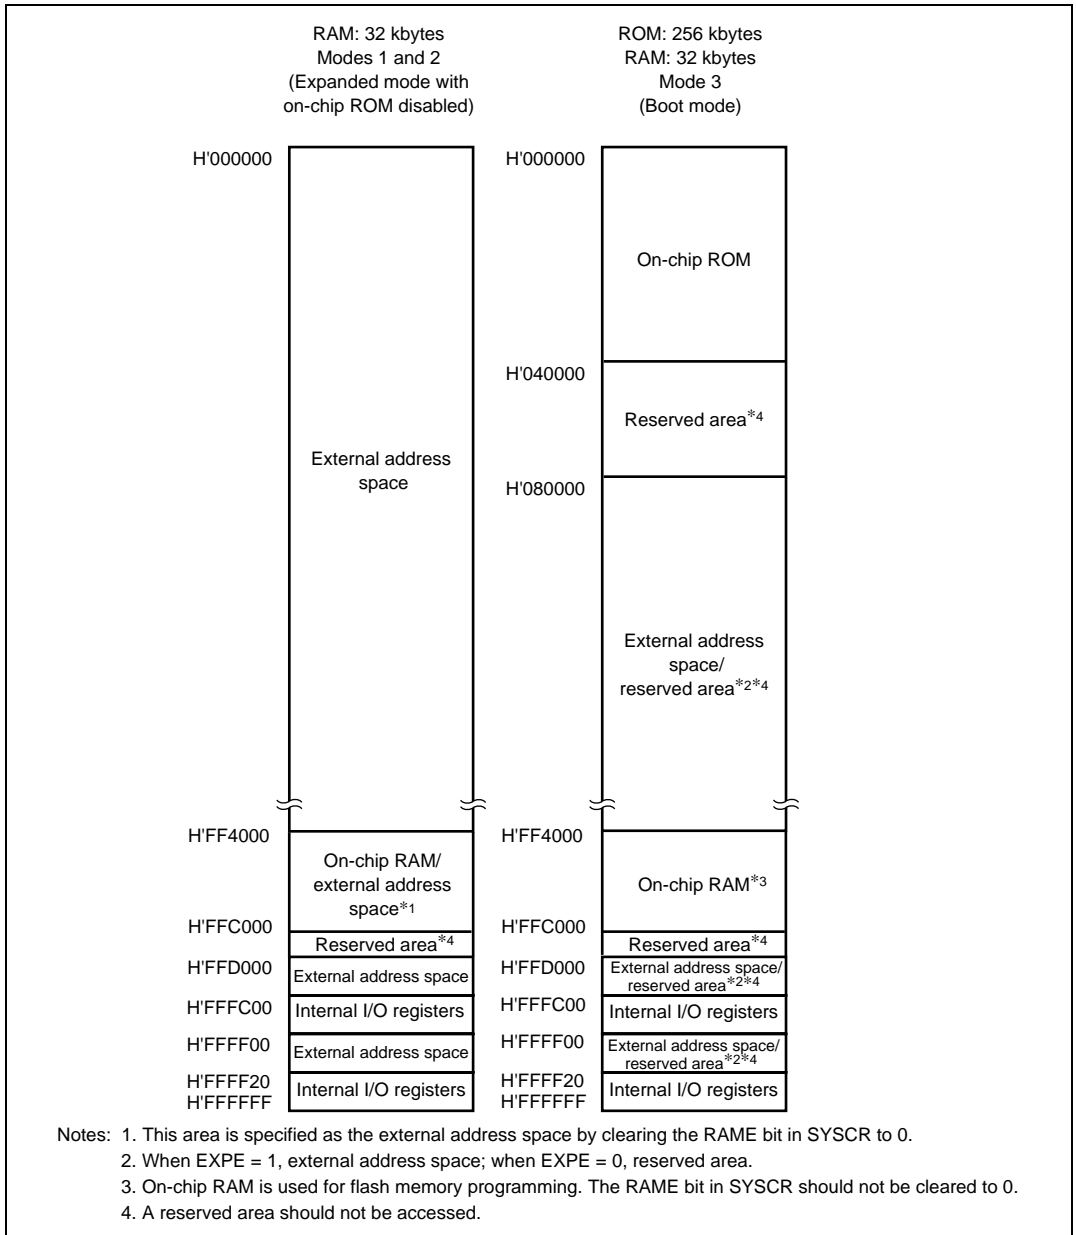 RAM: 32 kbytes
Modes 1 and 2
(Expanded mode with
on-chip ROM disabled)
ROM: 256 kbytes
RAM: 32 kbytes
Mode 3
(Boot mode)
H'000000
External address
space
H'FF4000
On-chip RAM/
external address
space*1
H'FFC000
Reserved area*4
H'FFD000
External address space
H'FFFC00
Internal I/O registers
H'FFFF00
External address space
H'FFFF20
Internal I/O registers
H'FFFFFF
H'000000
On-chip ROM
H'040000
Reserved area*4
H'080000
External address
space/
reserved area*2*4
H'FF4000
On-chip RAM*3
H'FFC000
Reserved area*4
H'FFD000
External address space/
reserved area*2*4
H'FFFC00
Internal I/O registers
H'FFFF00
External address space/
reserved area*2*4
H'FFFF20
Internal I/O registers
H'FFFFFF
Notes: 1. This area is specified as the external address space by clearing the RAME bit in SYSCR to 0.
2. When EXPE = 1, external address space; when EXPE = 0, reserved area.
3. On-chip RAM is used for flash memory programming. The RAME bit in SYSCR should not be cleared to 0.
4. A reserved area should not be accessed.